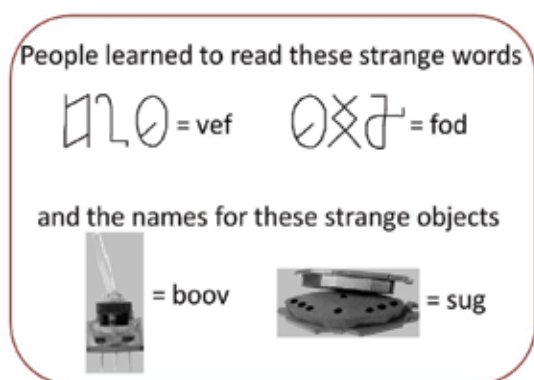 People learned to read these strange words
= vef = fod
and the names for these strange objects
= boov
= sug